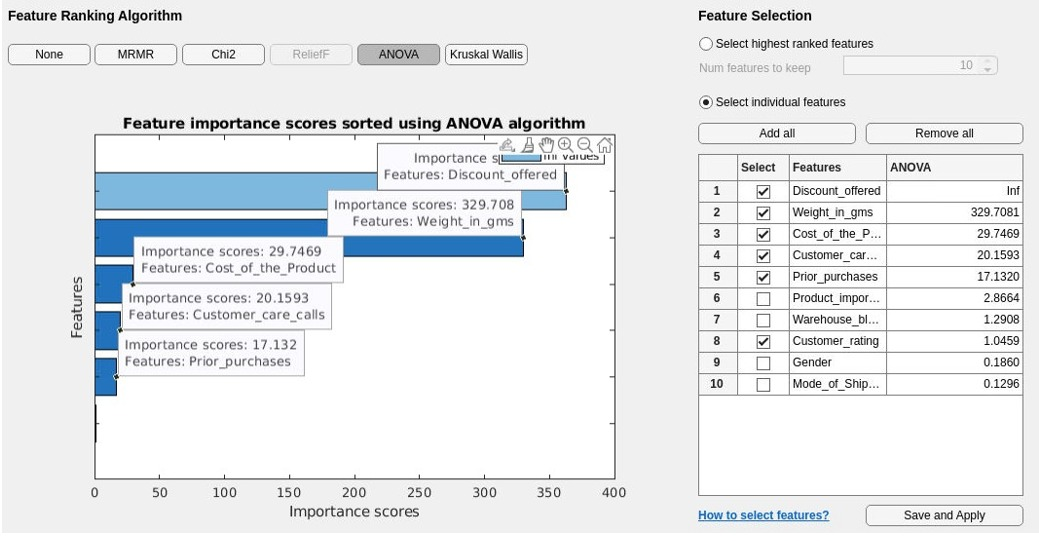 Feature Ranking Algorithm
None MRMR Chi2 ReliefF ANOVA Kruskal Wallis
Feature importance scores sorted using ANOVA algorithm
Importance s
Features: Discount_offered
Importance scores: 329.708
Features: Weight_in_gms
Importance scores: 29.7469
Features: Cost_of_the_Product
Importance scores: 20.1593
Features: Customer_care_calls
Importance scores: 17.132
Features: Prior_purchases
Features
0 50 100 150 200 250 300 350 400
Importance scores
Feature Selection
Select highest ranked features
Num features to keep 10
Select individual features
Add all Remove all
Select Features ANOVA
1 Discount_offered Inf
2 Weight_in_gms 329.7081
3 Cost_of_the_P... 29.7469
4 Customer_car... 20.1593
5 Prior_purchases 17.1320
6 Product_impor... 2.8664
7 Warehouse_bl... 1.2908
8 Customer_rating 1.0459
9 Gender 0.1860
10 Mode_of_Ship... 0.1296
How to select features? Save and Apply